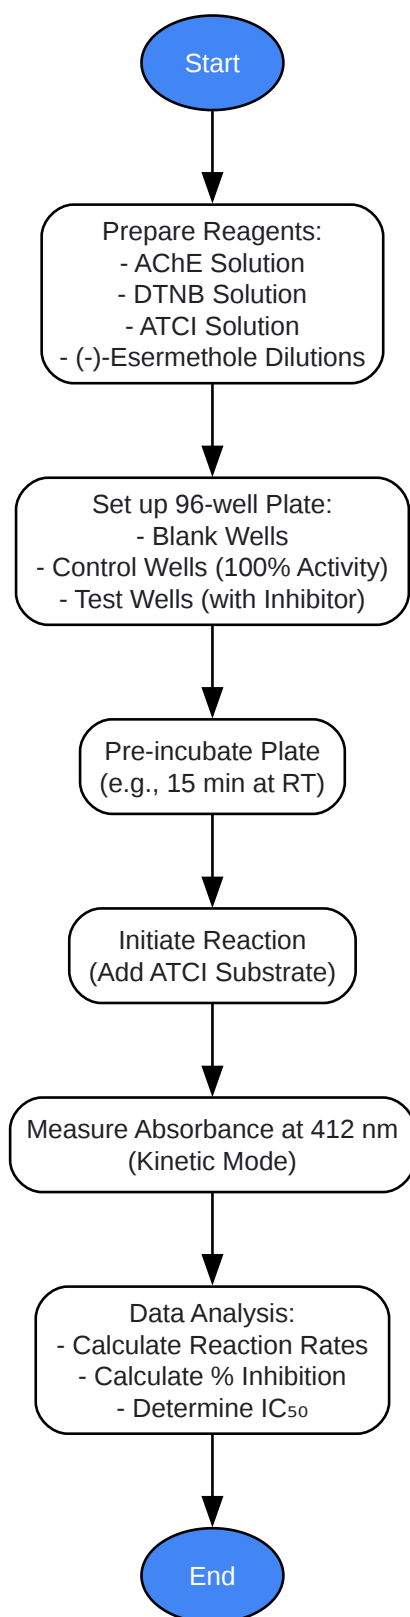 Start
Prepare Reagents:
- AChE Solution
- DTNB Solution
- ATCI Solution
- (-)-Esermethole Dilutions
Set up 96-well Plate:
- Blank Wells
- Control Wells (100% Activity)
- Test Wells (with Inhibitor)
Pre-incubate Plate
(e.g., 15 min at RT)
Initiate Reaction
(Add ATCI Substrate)
Measure Absorbance at 412 nm
(Kinetic Mode)
Data Analysis:
- Calculate Reaction Rates
- Calculate % Inhibition
- Determine IC₅₀
End